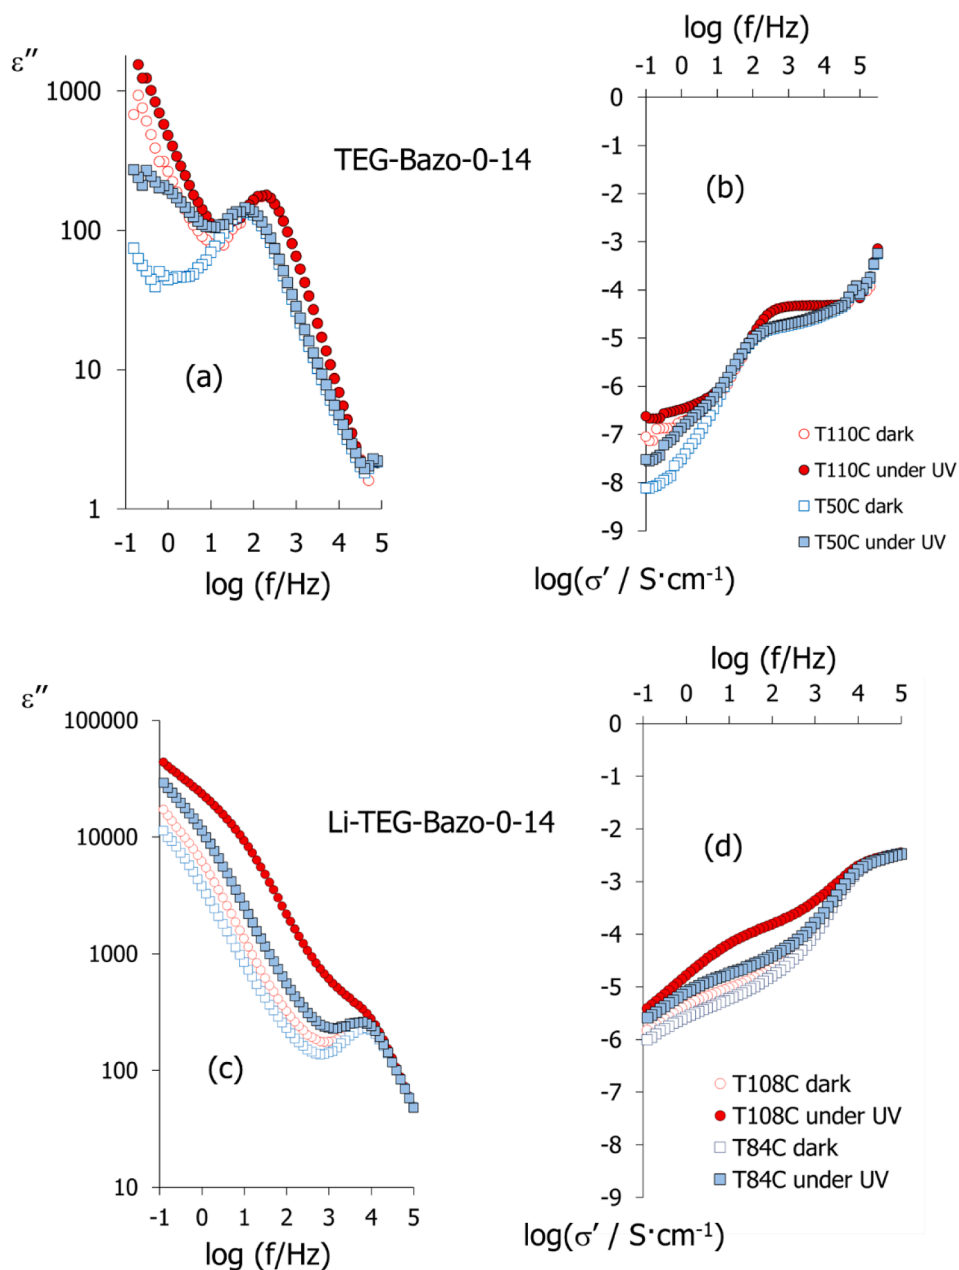 ε″
1000
100
10
1
-1 0 1 2 3 4 5
log (f/Hz)
(a)
TEG-Bazo-0-14
log (f/Hz)
-1 0 1 2 3 4 5
0
-1
-2
-3
-4
-5
-6
-7
-8
-9
(b)
T110C dark
T110C under UV
T50C dark
T50C under UV
log(σ′ / S·cm⁻¹)
ε″
100000
10000
1000
100
10
-1 0 1 2 3 4 5
log (f/Hz)
(c)
Li-TEG-Bazo-0-14
log (f/Hz)
-1 0 1 2 3 4 5
0
-1
-2
-3
-4
-5
-6
-7
-8
-9
(d)
T108C dark
T108C under UV
T84C dark
T84C under UV
log(σ′ / S·cm⁻¹)